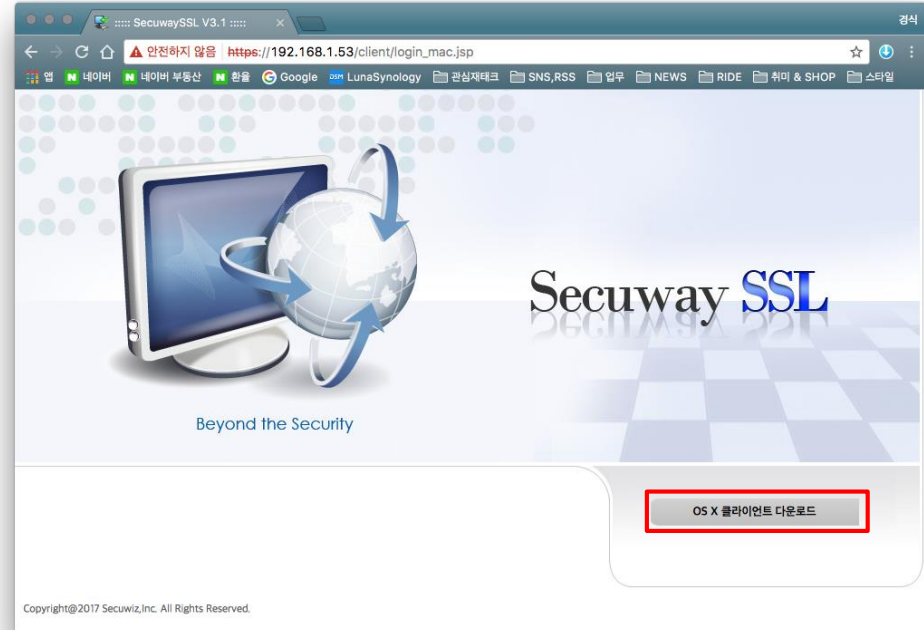 ::::: SecuwaySSL V3.1 :::::
경식
안전하지 않음 https://192.168.1.53/client/login_mac.jsp
앱 N 네이버 N 네이버 부동산 N 환율 G Google DSM LunaSynology 관심재태크 SNS,RSS 업무 NEWS RIDE 취미 & SHOP 스타일
Secuway SSL
Beyond the Security
OS X 클라이언트 다운로드
Copyright@2017 Secuwiz,Inc. All Rights Reserved.